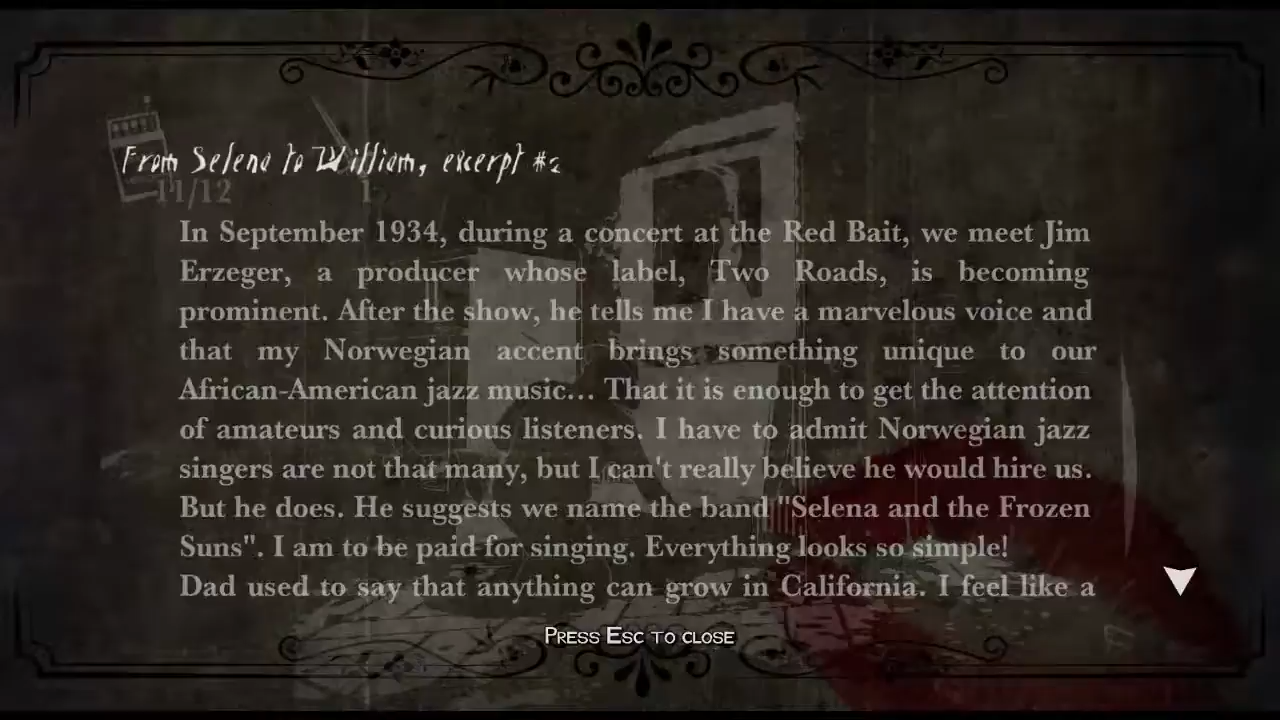 From Selena to William, excerpt #2
11/12 1
In September 1934, during a concert at the Red Bait, we meet Jim
Erzeger, a producer whose label, Two Roads, is becoming
prominent. After the show, he tells me I have a marvelous voice and
that my Norwegian accent brings something unique to our
African-American jazz music... That it is enough to get the attention
of amateurs and curious listeners. I have to admit Norwegian jazz
singers are not that many, but I can't really believe he would hire us.
But he does. He suggests we name the band "Selena and the Frozen
Suns". I am to be paid for singing. Everything looks so simple!
Dad used to say that anything can grow in California. I feel like a
Press Esc to close